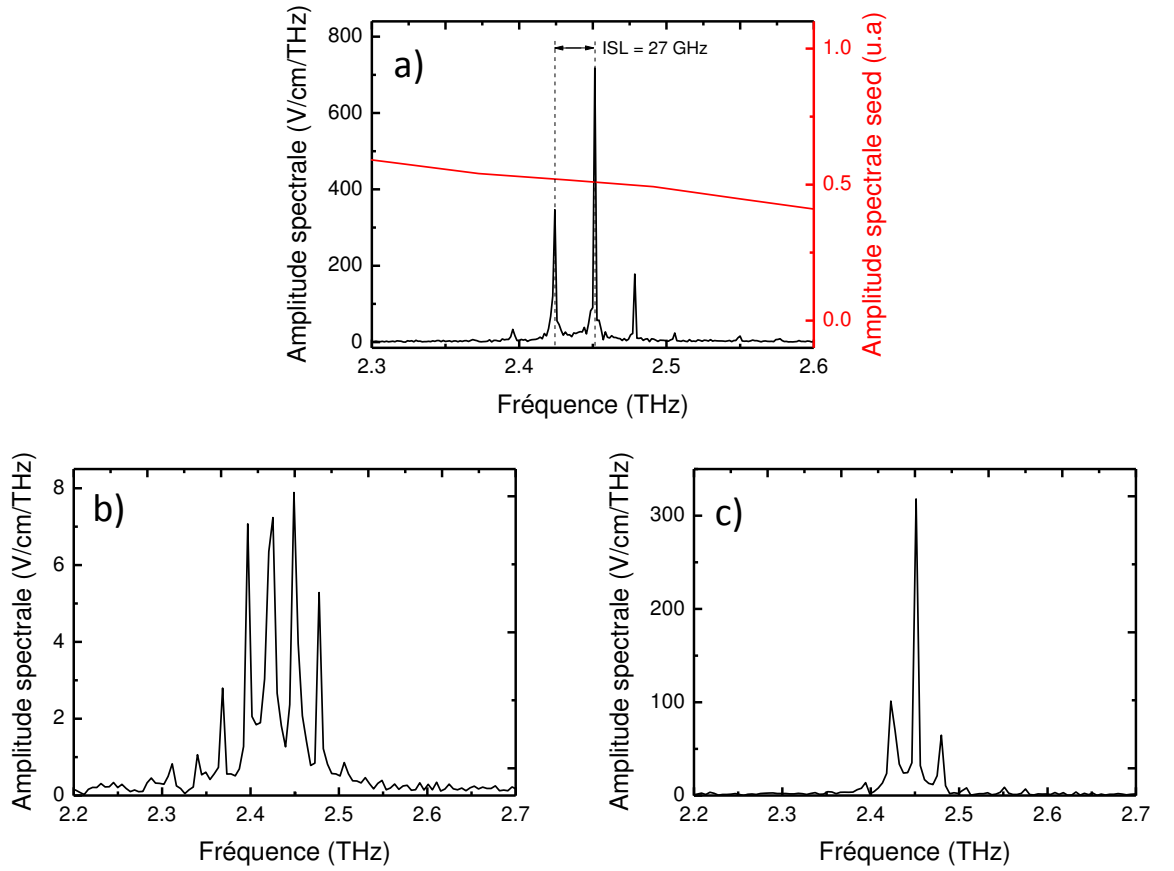 a)
ISL = 27 GHz
Amplitude spectrale (V/cm/THz)
800
600
400
200
0
Amplitude spectrale seed (u.a)
1.0
0.5
0.0
2.3 2.4 2.5 2.6
Fréquence (THz)
b)
Amplitude spectrale (V/cm/THz)
8
6
4
2
0
2.2 2.3 2.4 2.5 2.6 2.7
Fréquence (THz)
c)
Amplitude spectrale (V/cm/THz)
300
200
100
0
2.2 2.3 2.4 2.5 2.6 2.7
Fréquence (THz)